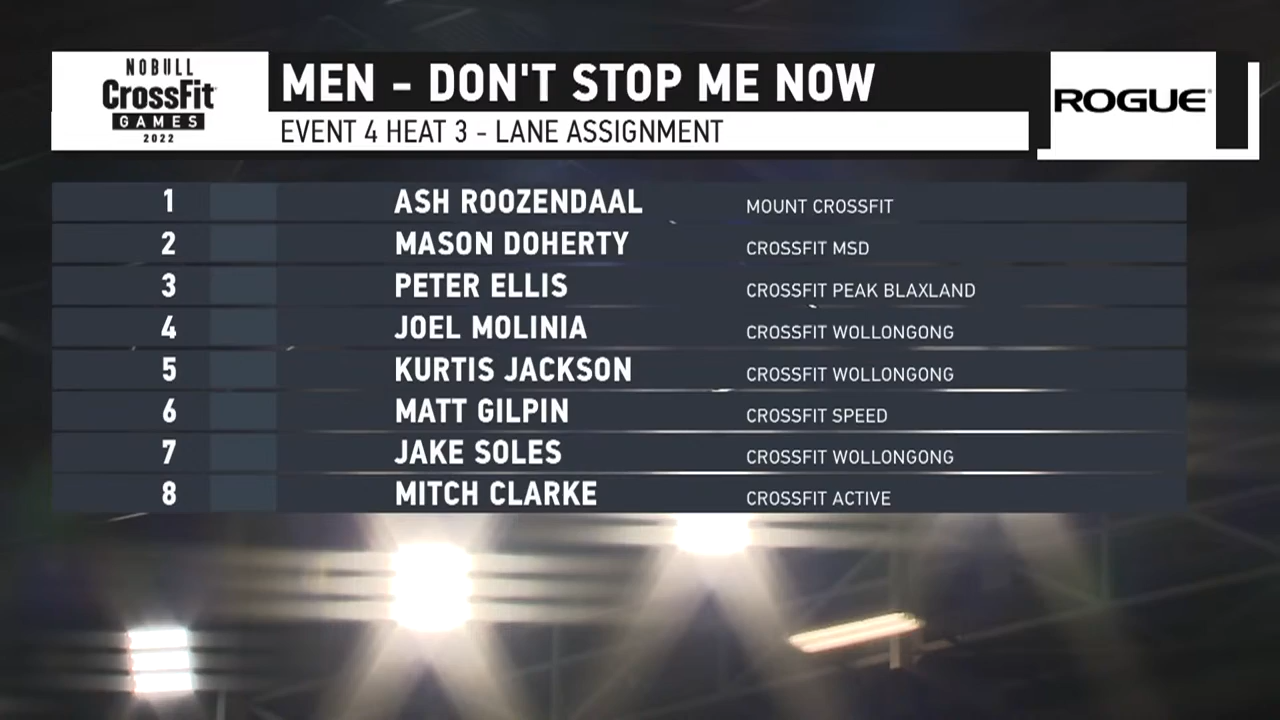 NOBULL
CrossFit
GAMES
2022
MEN - DON'T STOP ME NOW
EVENT 4 HEAT 3 - LANE ASSIGNMENT
ROGUE
1 ASH ROOZENDAAL MOUNT CROSSFIT
2 MASON DOHERTY CROSSFIT MSD
3 PETER ELLIS CROSSFIT PEAK BLAXLAND
4 JOEL MOLINIA CROSSFIT WOLLONGONG
5 KURTIS JACKSON CROSSFIT WOLLONGONG
6 MATT GILPIN CROSSFIT SPEED
7 JAKE SOLES CROSSFIT WOLLONGONG
8 MITCH CLARKE CROSSFIT ACTIVE